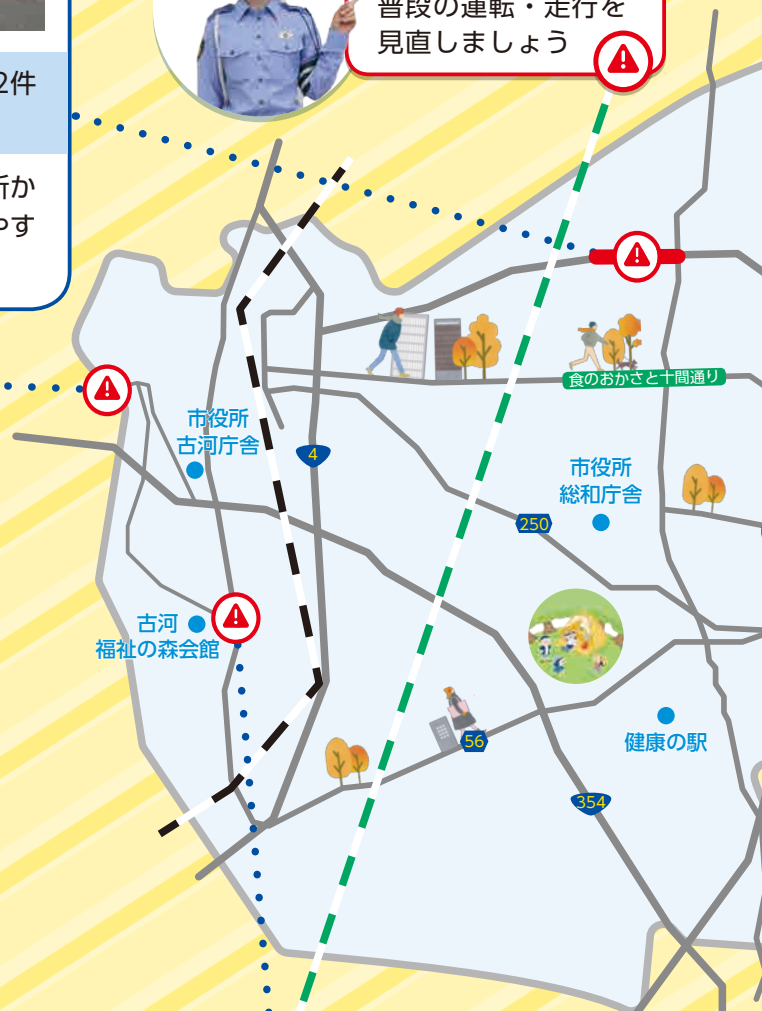 普段の運転・走行を
見直しましょう
2件
所か
やす
食のおかさと十間通り
市役所
古河庁舎
4
市役所
総和庁舎
250
古河
福祉の森会館
56
健康の駅
354